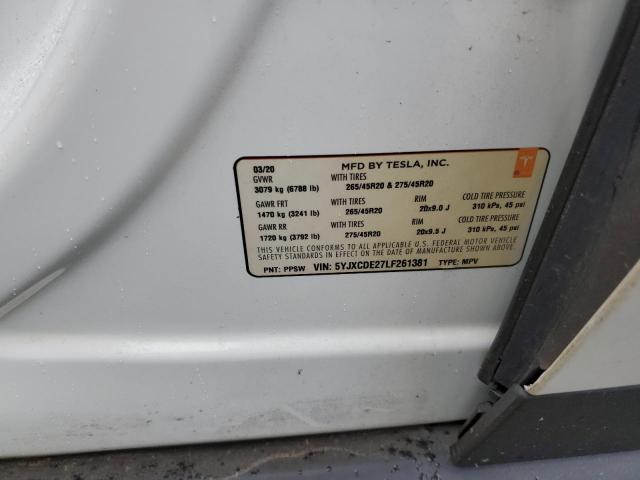 03/20 MFD BY TESLA, INC.
GVWR WITH TIRES
3079 kg (6788 lb) 265/45R20 & 275/45R20
GAWR FRT WITH TIRES RIM COLD TIRE PRESSURE
1470 kg (3241 lb) 265/45R20 20x9.0 J 310 kPa, 45 psi
GAWR RR WITH TIRES RIM COLD TIRE PRESSURE
1720 kg (3792 lb) 275/45R20 20x9.5 J 310 kPa, 45 psi
THIS VEHICLE CONFORMS TO ALL APPLICABLE U.S. FEDERAL MOTOR VEHICLE
SAFETY STANDARDS IN EFFECT ON THE DATE OF MANUFACTURE SHOWN ABOVE.
PNT: PPSW VIN: 5YJXCDE27LF261381 TYPE: MPV